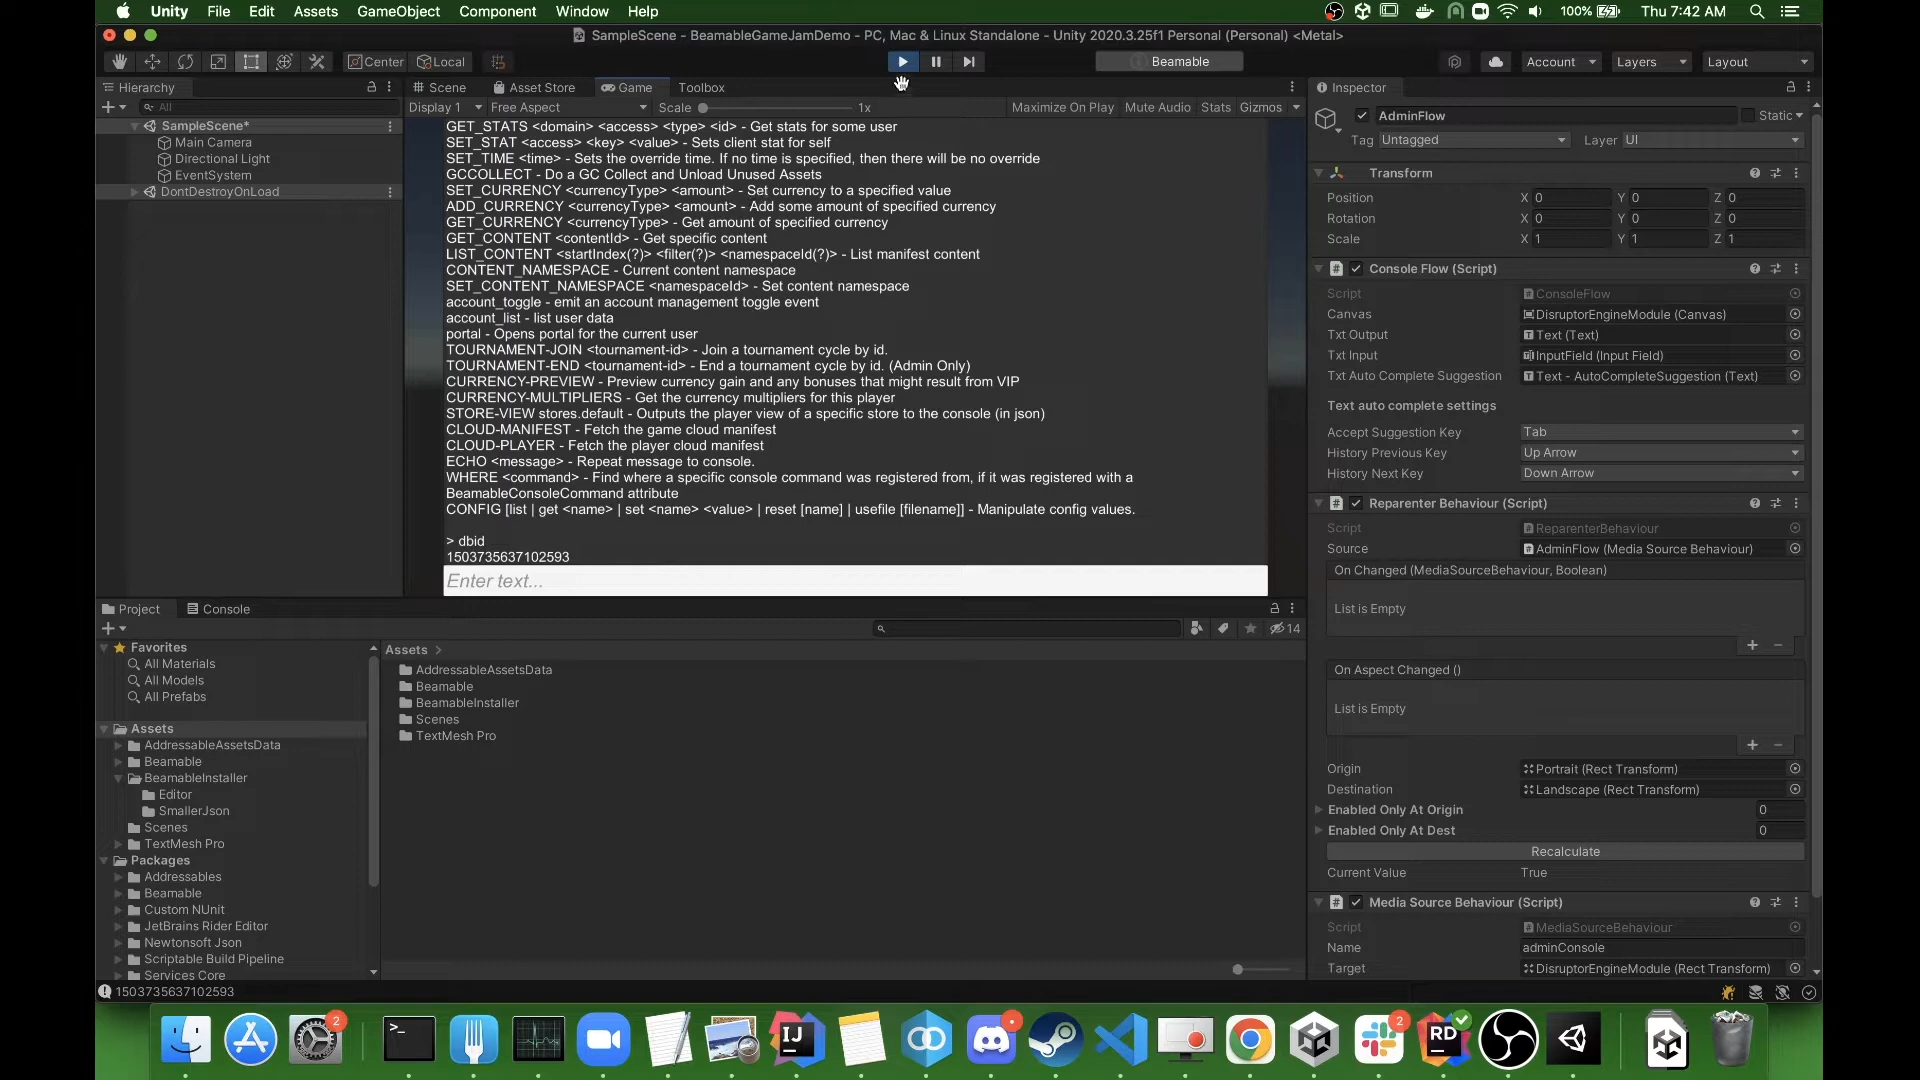 Unity File Edit Assets GameObject Component Window Help
100% Thu 7:42 AM
SampleScene - BeamableGameJamDemo - PC, Mac & Linux Standalone - Unity 2020.3.25f1 Personal (Personal) <Metal>
Center Local Beamable Account Layers Layout
Hierarchy
All
SampleScene*
Main Camera
Directional Light
EventSystem
DontDestroyOnLoad
Scene Asset Store Game Toolbox
Display 1 Free Aspect Scale 1x Maximize On Play Mute Audio Stats Gizmos
GET_STATS <domain> <access> <type> <id> - Get stats for some user
SET_STAT <access> <key> <value> - Sets client stat for self
SET_TIME <time> - Sets the override time. If no time is specified, then there will be no override
GCCOLLECT - Do a GC Collect and Unload Unused Assets
SET_CURRENCY <currencyType> <amount> - Set currency to a specified value
ADD_CURRENCY <currencyType> <amount> - Add some amount of specified currency
GET_CURRENCY <currencyType> - Get amount of specified currency
GET_CONTENT <contentId> - Get specific content
LIST_CONTENT <startIndex(?)> <filter(?)> <namespaceId(?)> - List manifest content
CONTENT_NAMESPACE - Current content namespace
SET_CONTENT_NAMESPACE <namespaceId> - Set content namespace
account_toggle - emit an account management toggle event
account_list - list user data
portal - Opens portal for the current user
TOURNAMENT-JOIN <tournament-id> - Join a tournament cycle by id.
TOURNAMENT-END <tournament-id> - End a tournament cycle by id. (Admin Only)
CURRENCY-PREVIEW - Preview currency gain and any bonuses that might result from VIP
CURRENCY-MULTIPLIERS - Get the currency multipliers for this player
STORE-VIEW stores.default - Outputs the player view of a specific store to the console (in json)
CLOUD-MANIFEST - Fetch the game cloud manifest
CLOUD-PLAYER - Fetch the player cloud manifest
ECHO <message> - Repeat message to console.
WHERE <command> - Find where a specific console command was registered from, if it was registered with a
BeamableConsoleCommand attribute
CONFIG [list | get <name> | set <name> <value> | reset [name] | usefile [filename]] - Manipulate config values.
> dbid
1503735637102593
Enter text...
Inspector
AdminFlow Static
Tag Untagged Layer UI
Transform
Position X 0 Y 0 Z 0
Rotation X 0 Y 0 Z 0
Scale X 1 Y 1 Z 1
Console Flow (Script)
Script ConsoleFlow
Canvas DisruptorEngineModule (Canvas)
Txt Output Text (Text)
Txt Input InputField (Input Field)
Txt Auto Complete Suggestion Text - AutoCompleteSuggestion (Text)
Text auto complete settings
Accept Suggestion Key Tab
History Previous Key Up Arrow
History Next Key Down Arrow
Reparenter Behaviour (Script)
Script ReparenterBehaviour
Source AdminFlow (Media Source Behaviour)
On Changed (MediaSourceBehaviour, Boolean)
List is Empty
On Aspect Changed ()
List is Empty
Origin Portrait (Rect Transform)
Destination Landscape (Rect Transform)
Enabled Only At Origin 0
Enabled Only At Dest 0
Recalculate
Current Value True
Media Source Behaviour (Script)
Script MediaSourceBehaviour
Name adminConsole
Target DisruptorEngineModule (Rect Transform)
Project Console
14
Favorites
All Materials
All Models
All Prefabs
Assets
AddressableAssetsData
Beamable
BeamableInstaller
Editor
SmallerJson
Scenes
TextMesh Pro
Packages
Addressables
Beamable
Custom NUnit
JetBrains Rider Editor
Newtonsoft Json
Scriptable Build Pipeline
Services Core
Assets >
AddressableAssetsData
Beamable
BeamableInstaller
Scenes
TextMesh Pro
1503735637102593
2
>_
IJ
2
RD